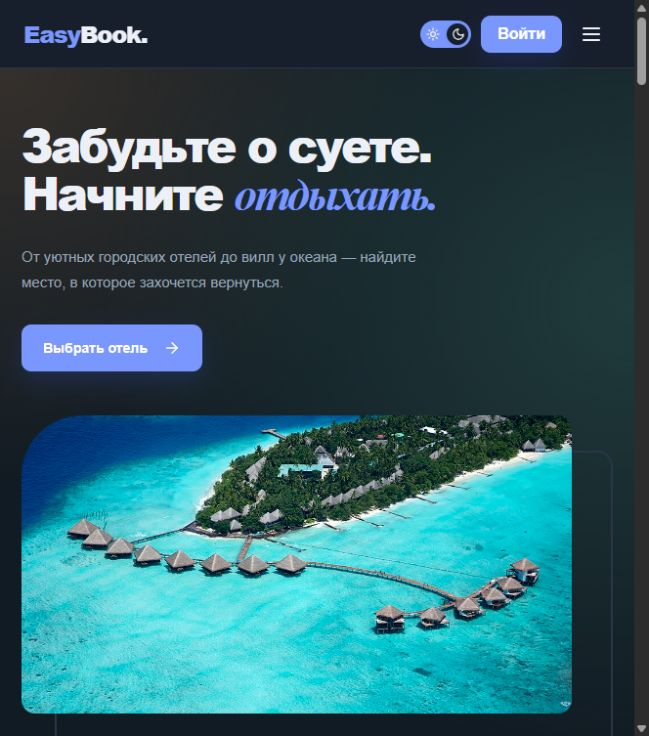 EasyBook.
Войти
Забудьте о суете.
Начните отдыхать.
От уютных городских отелей до вилл у океана — найдите
место, в которое захочется вернуться.
Выбрать отель